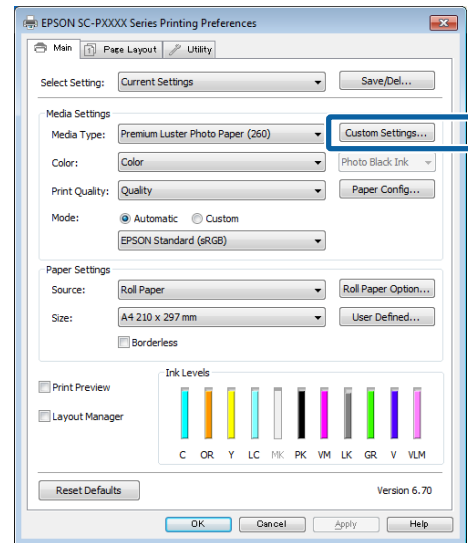 EPSON SC-PXXXX Series Printing Preferences
Main Page Layout Utility
Select Setting: Current Settings Save/Del...
Media Settings
Media Type: Premium Luster Photo Paper (260) Custom Settings...
Color: Color Photo Black Ink
Print Quality: Quality Paper Config...
Mode: Automatic Custom
EPSON Standard (sRGB)
Paper Settings
Source: Roll Paper Roll Paper Option...
Size: A4 210 x 297 mm User Defined...
Borderless
Ink Levels
Print Preview
Layout Manager
C OR Y LC MK PK VM LK GR V VLM
Reset Defaults Version 6.70
OK Cancel Apply Help